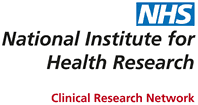 NHS
National Institute for
Health Research
Clinical Research Network